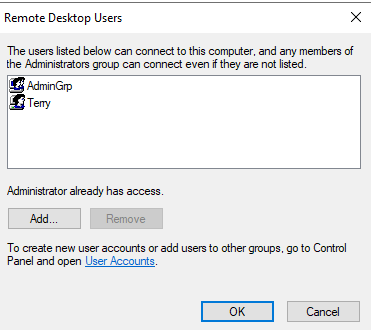 Remote Desktop Users
The users listed below can connect to this computer, and any members of
the Administrators group can connect even if they are not listed.
AdminGrp
Terry
Administrator already has access.
Add...
Remove
To create new user accounts or add users to other groups, go to Control
Panel and open User Accounts.
OK
Cancel